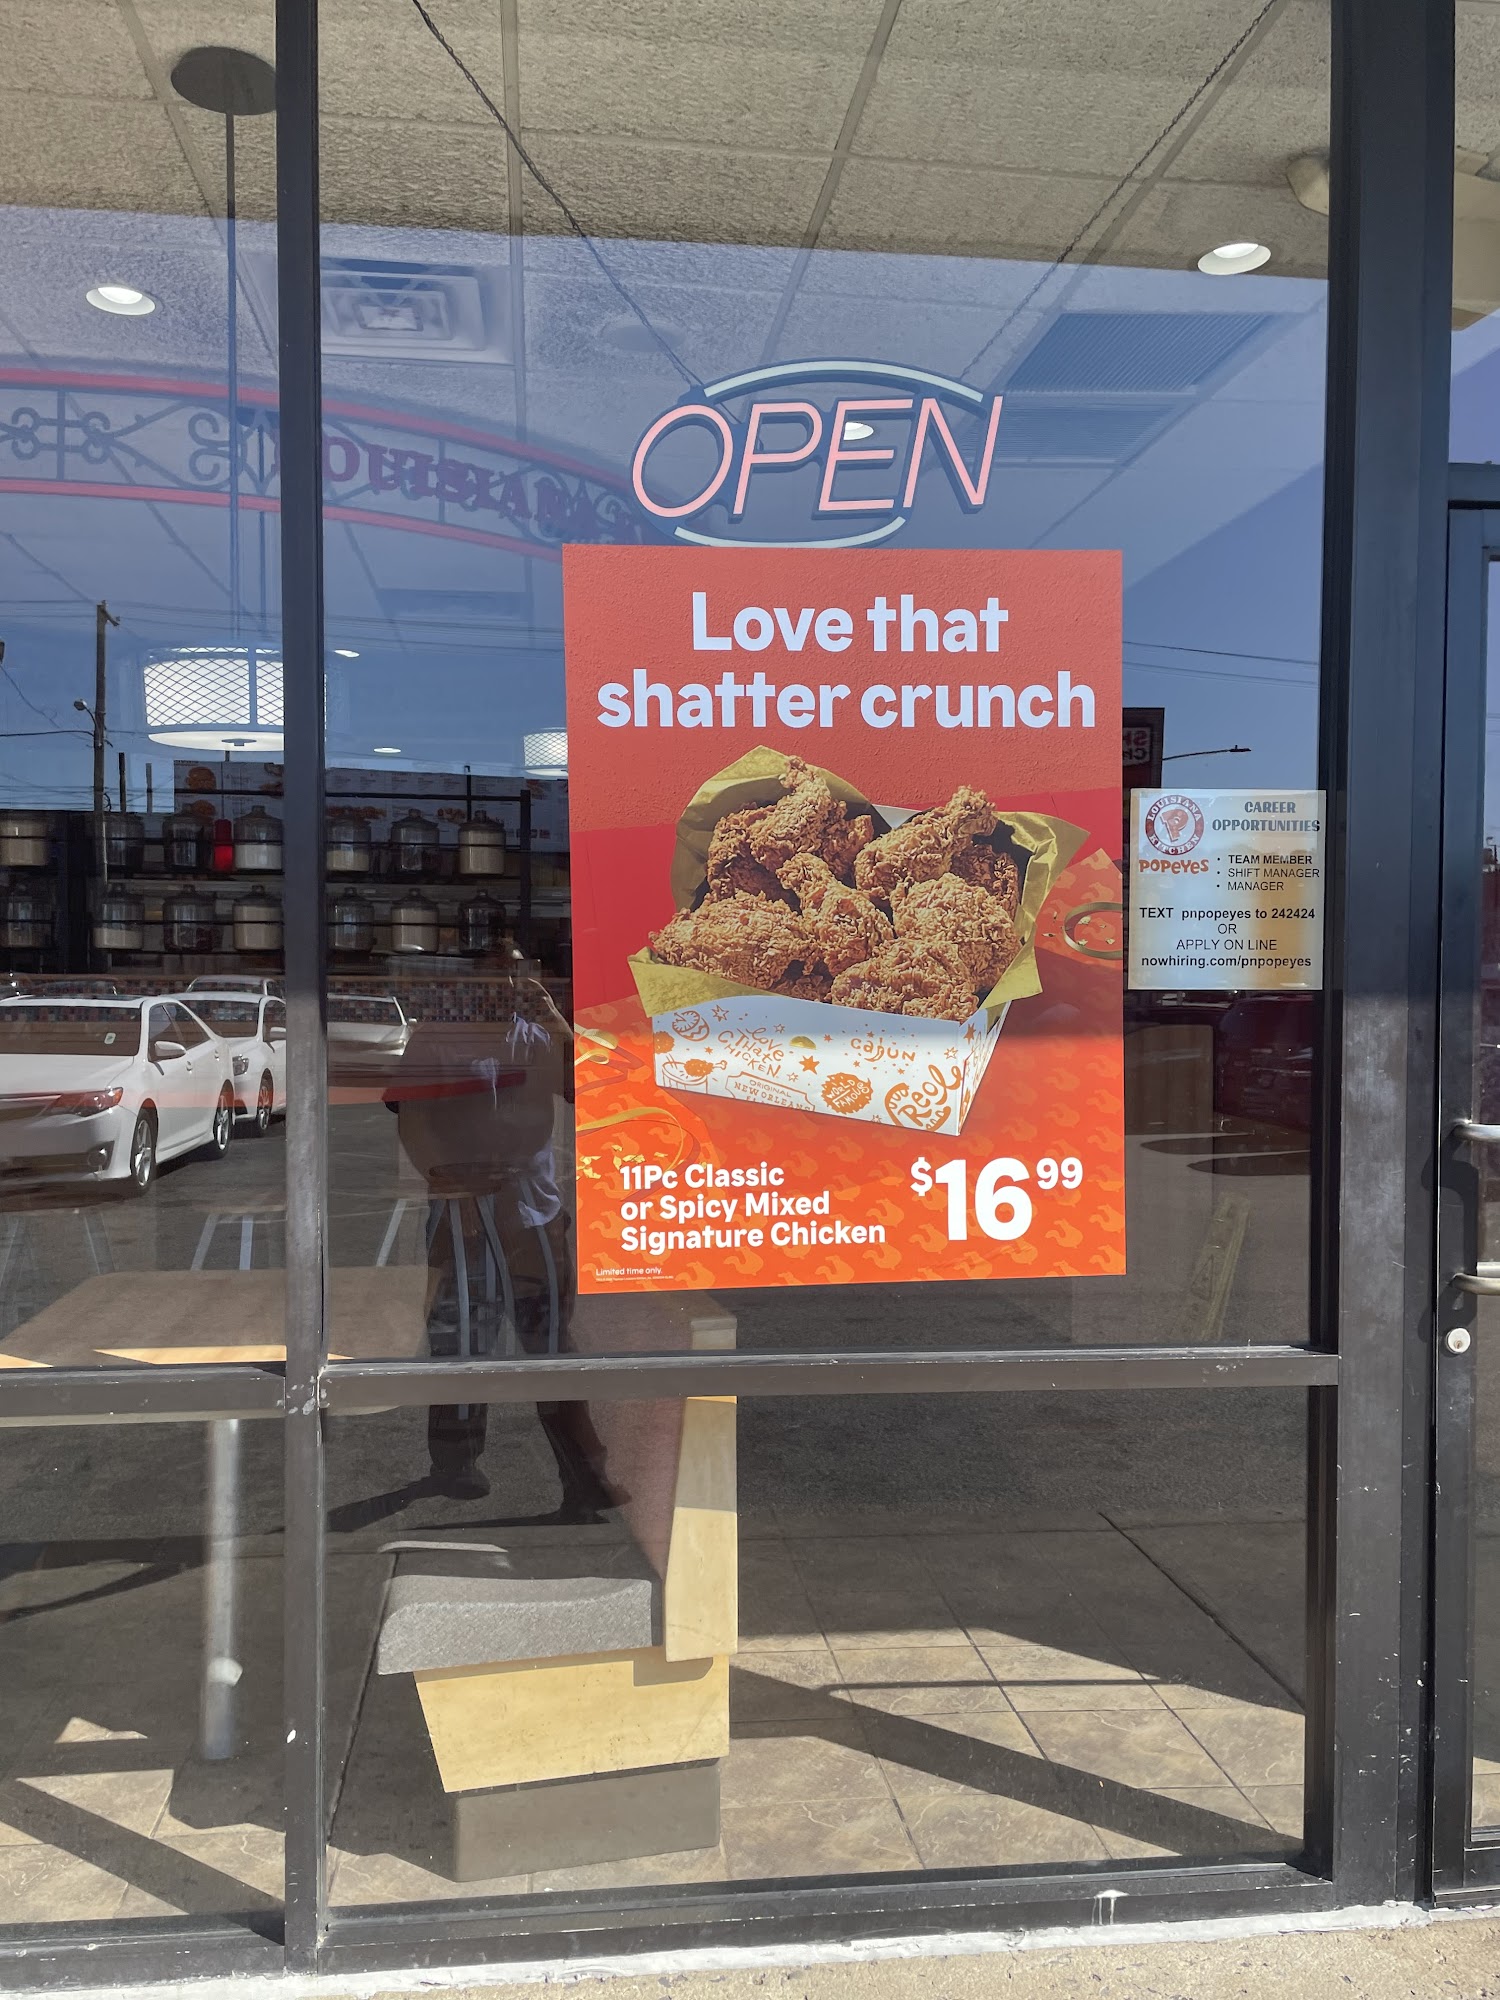 OPEN
Love that
shatter crunch
Love
That
CHICKEN
CAJUN
ORIGINAL
NEW ORLEANS
WORLD
FAMOUS
11Pc Classic
or Spicy Mixed
Signature Chicken
$16.99
Limited time only.
LOUISIANA
KITCHEN
POPEYES
CAREER
OPPORTUNITIES
• TEAM MEMBER
• SHIFT MANAGER
• MANAGER
TEXT pnpopeyes to 242424
OR
APPLY ON LINE
nowhiring.com/pnpopeyes